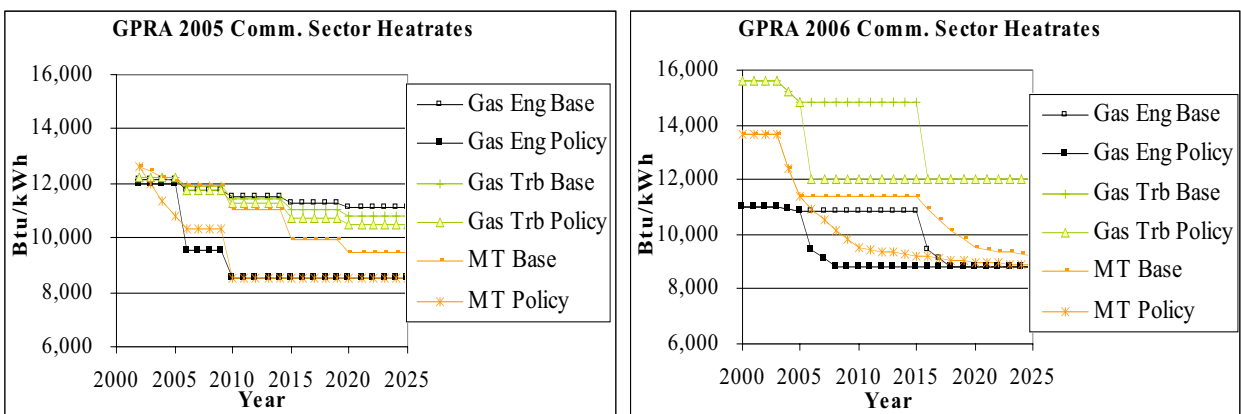 GPRA 2005 Comm. Sector Heatrates
16,000
14,000
12,000
10,000
8,000
6,000
Btu/kWh
2000 2005 2010 2015 2020 2025
Year
Gas Eng Base
Gas Eng Policy
Gas Trb Base
Gas Trb Policy
MT Base
MT Policy
GPRA 2006 Comm. Sector Heatrates
16,000
14,000
12,000
10,000
8,000
6,000
Btu/kWh
2000 2005 2010 2015 2020 2025
Year
Gas Eng Base
Gas Eng Policy
Gas Trb Base
Gas Trb Policy
MT Base
MT Policy